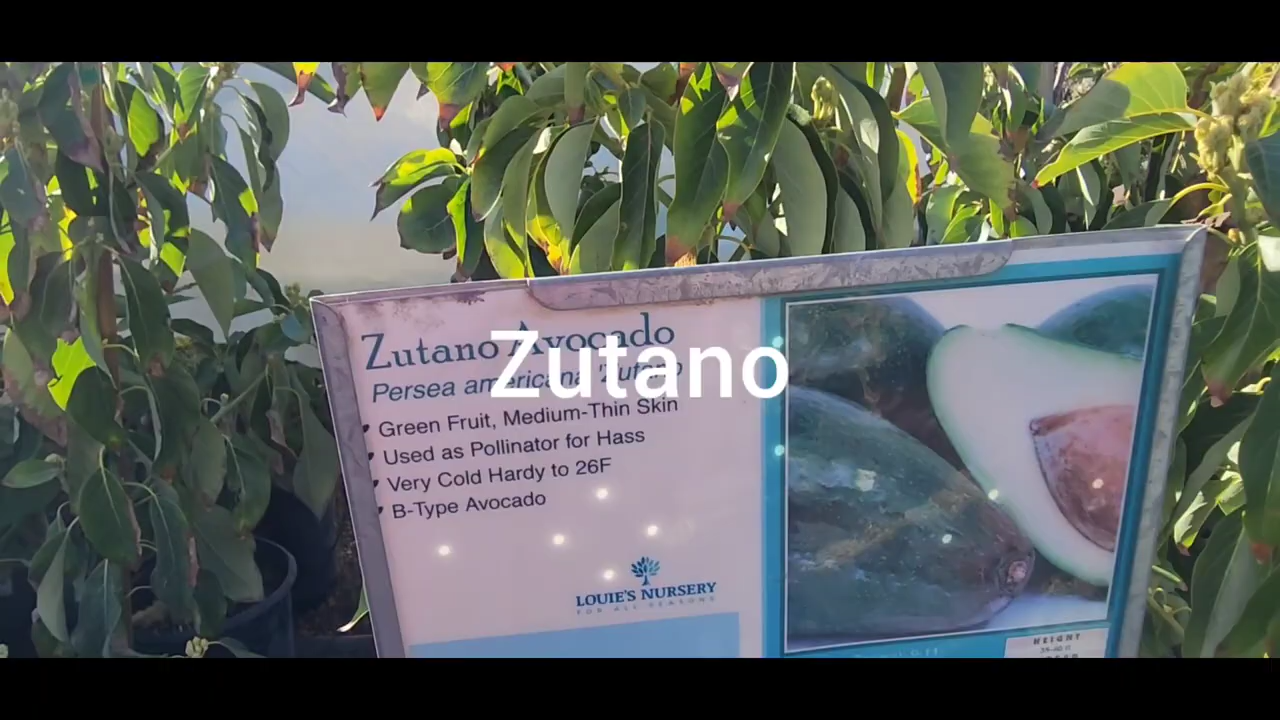 Zutano Avocado
Zutano
Persea americana 'Zutano'
Green Fruit, Medium-Thin Skin
Used as Pollinator for Hass
Very Cold Hardy to 26F
B-Type Avocado
LOUIE'S NURSERY
FOR ALL SEASONS
HEIGHT